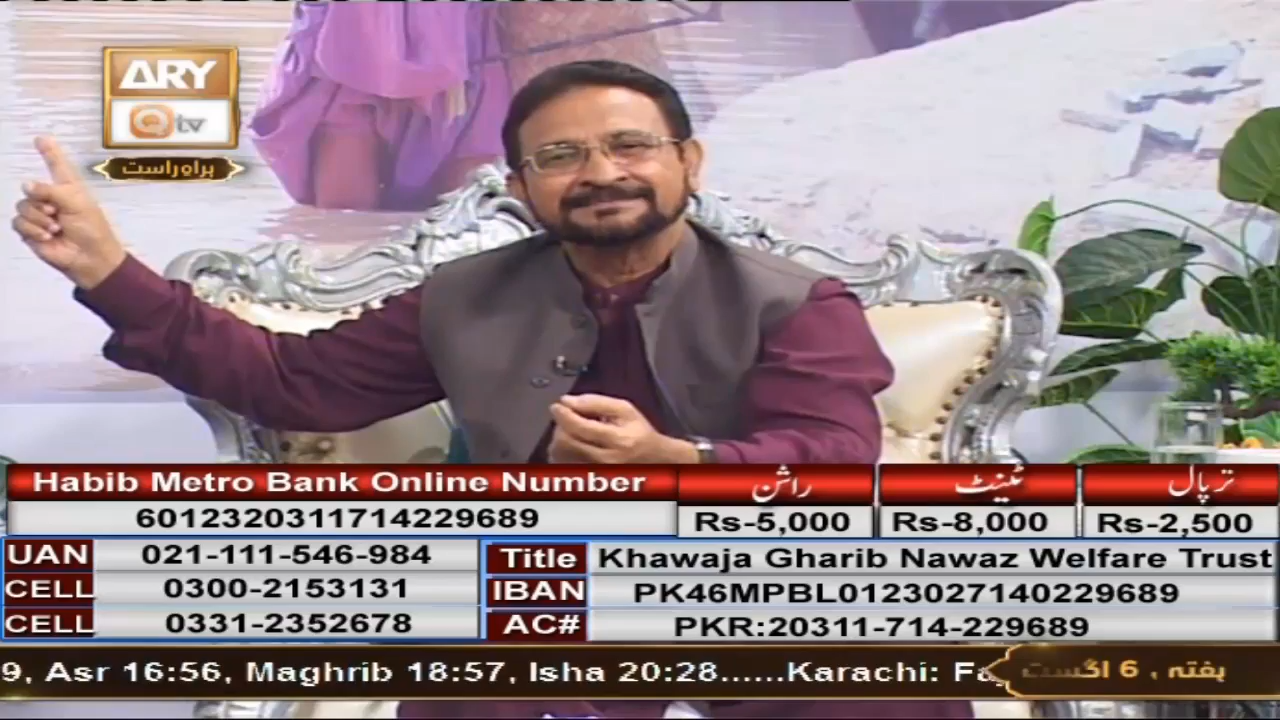 ARY
Qtv
براہِ راست
Habib Metro Bank Online Number
6012320311714229689
راشن
ٹینٹ
ترپال
Rs-5,000
Rs-8,000
Rs-2,500
UAN 021-111-546-984
CELL 0300-2153131
CELL 0331-2352678
Title Khawaja Gharib Nawaz Welfare Trust
IBAN PK46MPBL0123027140229689
AC# PKR:20311-714-229689
9, Asr 16:56, Maghrib 18:57, Isha 20:28......Karachi: Fa
ہفتہ ، 6 اگست